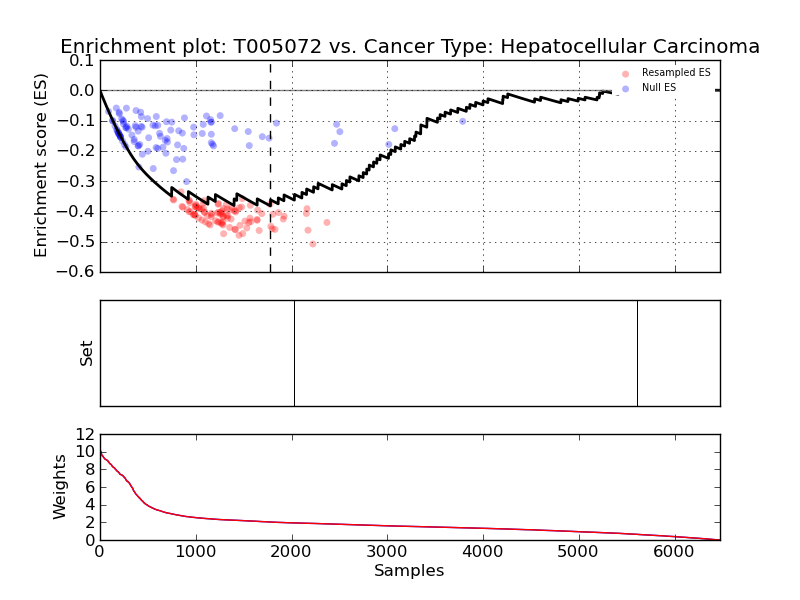 Enrichment plot: T005072 vs. Cancer Type: Hepatocellular Carcinoma
Enrichment score (ES)
0.1
0.0
−0.1
−0.2
−0.3
−0.4
−0.5
−0.6
Resampled ES
Null ES
Set
Weights
12
10
8
6
4
2
0
0 1000 2000 3000 4000 5000 6000
Samples